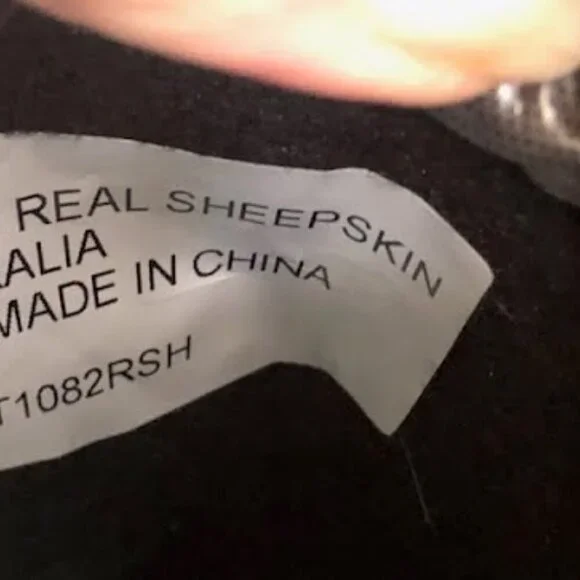 REAL SHEEPSKIN
ALIA
MADE IN CHINA
T1082RSH